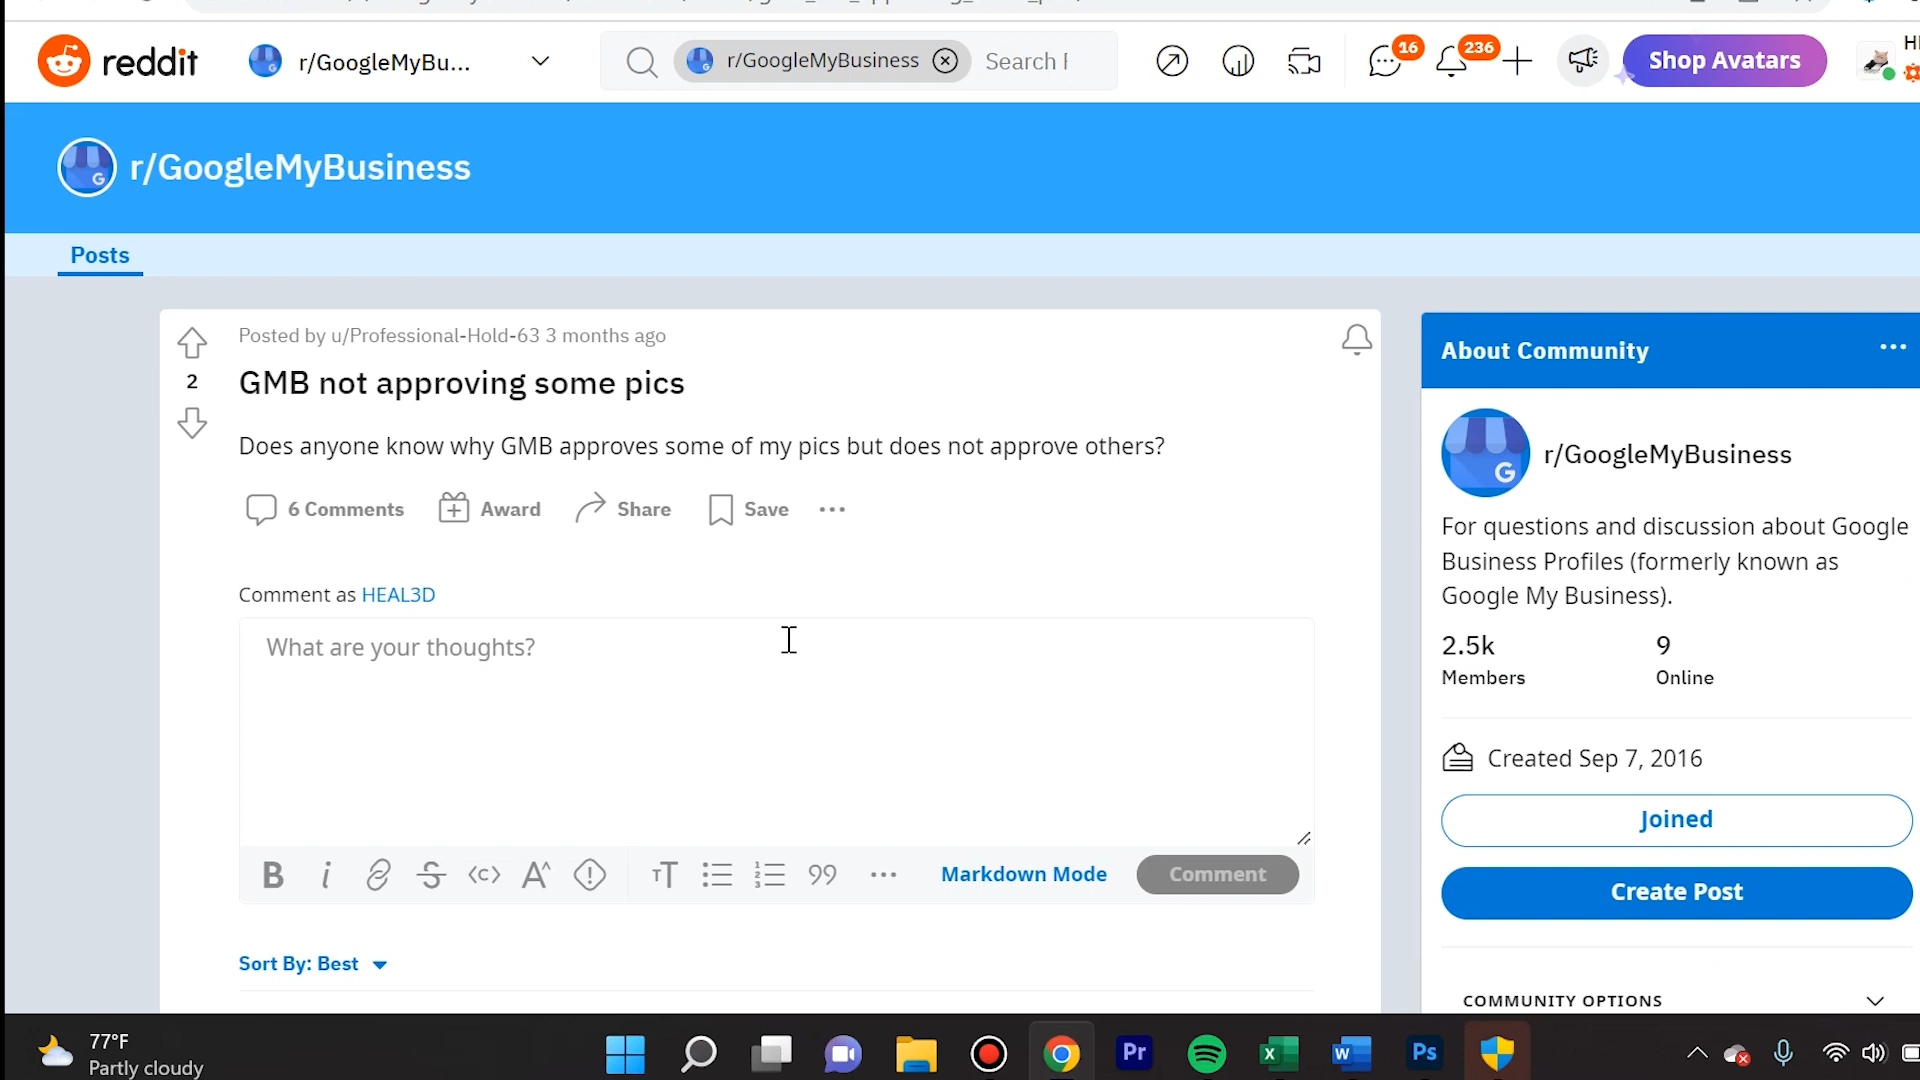 reddit
r/GoogleMyBu...
r/GoogleMyBusiness
Search
16
236
Shop Avatars
r/GoogleMyBusiness
Posts
Posted by u/Professional-Hold-63 3 months ago
2
GMB not approving some pics
Does anyone know why GMB approves some of my pics but does not approve others?
6 Comments
Award
Share
Save
Comment as HEAL3D
What are your thoughts?
B i
Markdown Mode
Comment
Sort By: Best
About Community
r/GoogleMyBusiness
For questions and discussion about Google
Business Profiles (formerly known as
Google My Business).
2.5k
9
Members
Online
Created Sep 7, 2016
Joined
Create Post
COMMUNITY OPTIONS
77°F
Partly cloudy
Pr
X
W
Ps